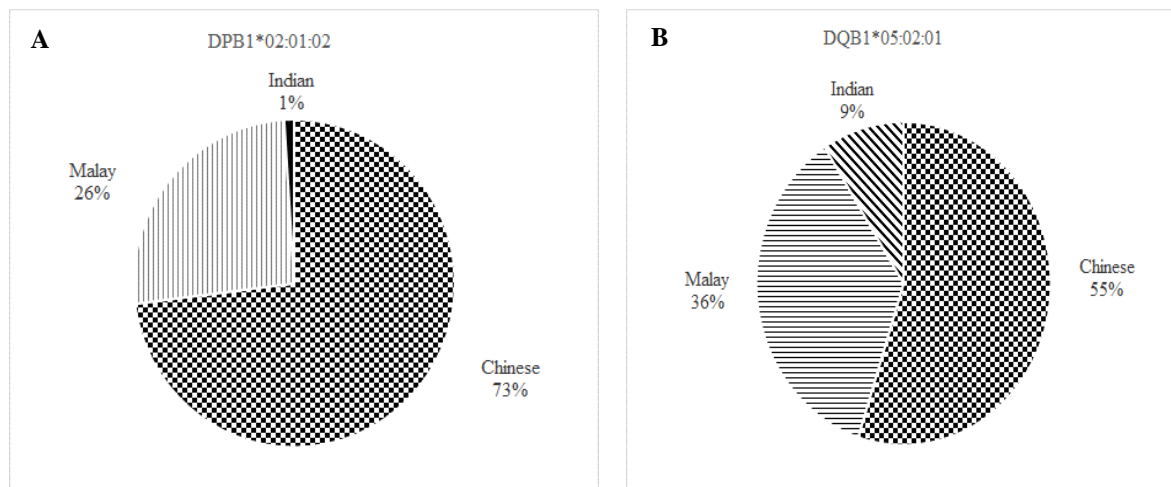 A
DPB1*02:01:02
Indian
1%
Malay
26%
Chinese
73%
B
DQB1*05:02:01
Indian
9%
Malay
36%
Chinese
55%